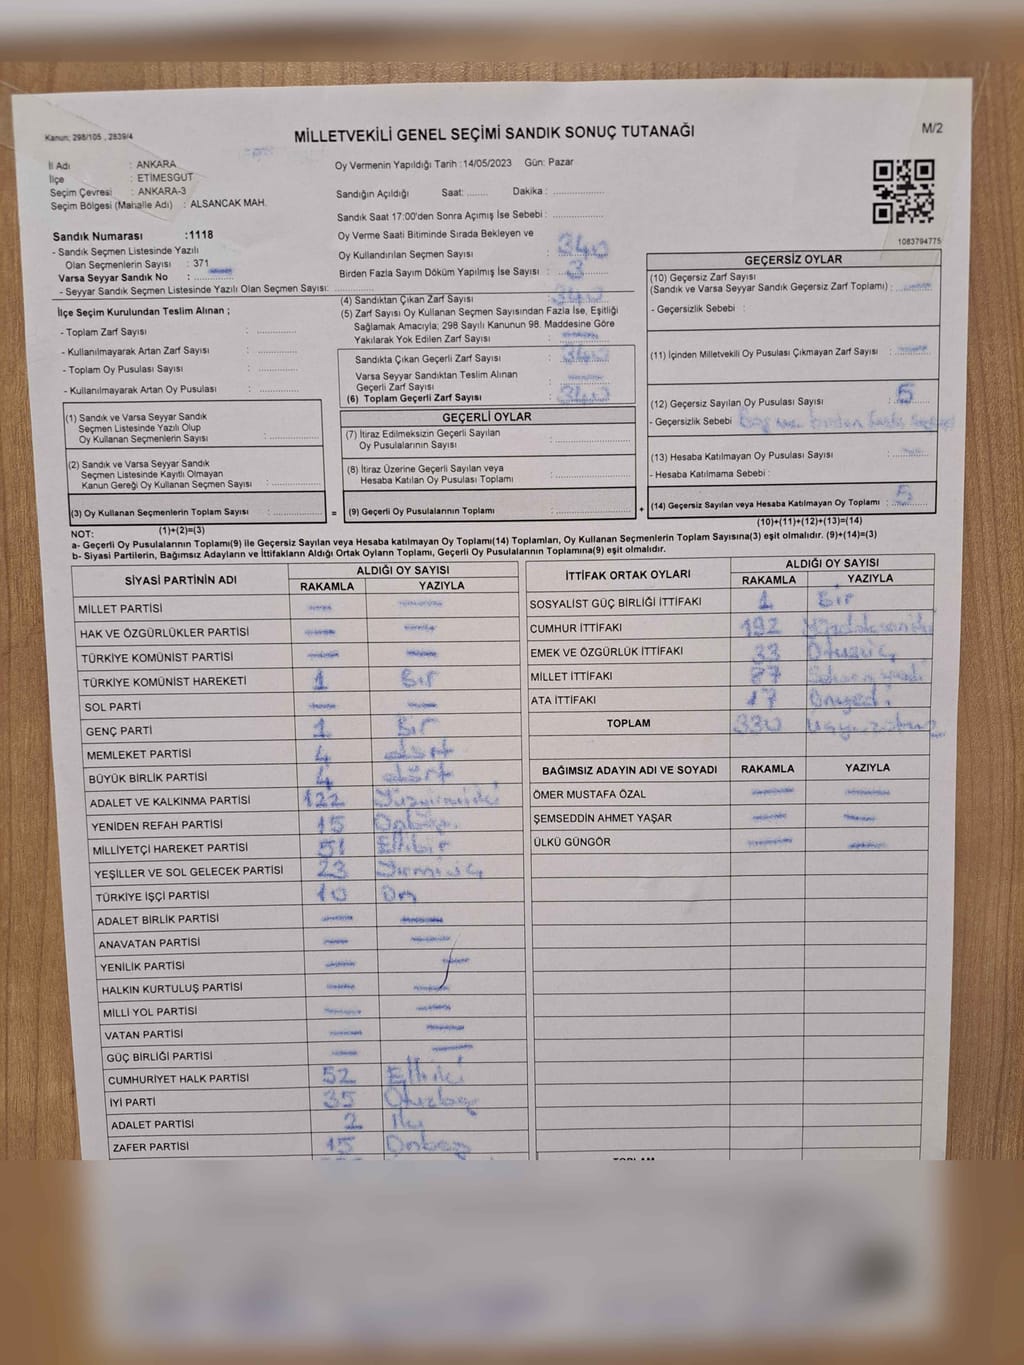 Kanun; 298/105 , 2839/4
MİLLETVEKİLİ GENEL SEÇİMİ SANDIK SONUÇ TUTANAĞI
M/2
İl Adı : ANKARA
İlçe : ETİMESGUT
Seçim Çevresi : ANKARA-3
Seçim Bölgesi (Mahalle Adı) : ALSANCAK MAH.
Oy Vermenin Yapıldığı Tarih :14/05/2023 Gün: Pazar
Sandığın Açıldığı Saat: ....... Dakika : ................
Sandık Saat 17:00'den Sonra Açılmış İse Sebebi : ................
1083794775
Sandık Numarası :1118
- Sandık Seçmen Listesinde Yazılı
Olan Seçmenlerin Sayısı : 371
Varsa Seyyar Sandık No :
- Seyyar Sandık Seçmen Listesinde Yazılı Olan Seçmen Sayısı:
Oy Verme Saati Bitiminde Sırada Bekleyen ve
Oy Kullandırılan Seçmen Sayısı : 340
Birden Fazla Sayım Döküm Yapılmış İse Sayısı : 3
(4) Sandıktan Çıkan Zarf Sayısı : 340
(5) Zarf Sayısı Oy Kullanan Seçmen Sayısından Fazla İse, Eşitliği
Sağlamak Amacıyla; 298 Sayılı Kanunun 98. Maddesine Göre
Yakılarak Yok Edilen Zarf Sayısı :
Sandıkta Çıkan Geçerli Zarf Sayısı : 340
Varsa Seyyar Sandıktan Teslim Alınan
Geçerli Zarf Sayısı :
(6) Toplam Geçerli Zarf Sayısı : 340
İlçe Seçim Kurulundan Teslim Alınan ;
- Toplam Zarf Sayısı :
- Kullanılmayarak Artan Zarf Sayısı :
- Toplam Oy Pusulası Sayısı :
- Kullanılmayarak Artan Oy Pusulası :
(1) Sandık ve Varsa Seyyar Sandık
Seçmen Listesinde Yazılı Olup
Oy Kullanan Seçmenlerin Sayısı :
(2) Sandık ve Varsa Seyyar Sandık
Seçmen Listesinde Kayıtlı Olmayan
Kanun Gereği Oy Kullanan Seçmen Sayısı :
(3) Oy Kullanan Seçmenlerin Toplam Sayısı :
(1)+(2)=(3)
=
GEÇERLİ OYLAR
(7) İtiraz Edilmeksizin Geçerli Sayılan
Oy Pusulalarının Sayısı :
(8) İtiraz Üzerine Geçerli Sayılan veya
Hesaba Katılan Oy Pusulası Toplamı :
(9) Geçerli Oy Pusulalarının Toplamı :
+
GEÇERSİZ OYLAR
(10) Geçersiz Zarf Sayısı
(Sandık ve Varsa Seyyar Sandık Geçersiz Zarf Toplamı) :
- Geçersizlik Sebebi :
(11) İçinden Milletvekili Oy Pusulası Çıkmayan Zarf Sayısı :
(12) Geçersiz Sayılan Oy Pusulası Sayısı : 5
- Geçersizlik Sebebi birden fazla
(13) Hesaba Katılmayan Oy Pusulası Sayısı :
- Hesaba Katılmama Sebebi :
(14) Geçersiz Sayılan veya Hesaba Katılmayan Oy Toplamı : 5
(10)+(11)+(12)+(13)=(14)
NOT:
a- Geçerli Oy Pusulalarının Toplamı(9) ile Geçersiz Sayılan veya Hesaba katılmayan Oy Toplamı(14) Toplamları, Oy Kullanan Seçmenlerin Toplam Sayısına(3) eşit olmalıdır. (9)+(14)=(3)
b- Siyasi Partilerin, Bağımsız Adayların ve İttifakların Aldığı Ortak Oyların Toplamı, Geçerli Oy Pusulalarının Toplamına(9) eşit olmalıdır.
SİYASİ PARTİNİN ADI ALDIĞI OY SAYISI
RAKAMLA YAZIYLA
MİLLET PARTİSİ
HAK VE ÖZGÜRLÜKLER PARTİSİ
TÜRKİYE KOMÜNİST PARTİSİ
TÜRKİYE KOMÜNİST HAREKETİ 1 Bir
SOL PARTİ
GENÇ PARTİ 1 Bir
MEMLEKET PARTİSİ 4 dört
BÜYÜK BİRLİK PARTİSİ 4 dört
ADALET VE KALKINMA PARTİSİ 122 Yüzyirmiiki
YENİDEN REFAH PARTİSİ 15 Onbeş
MİLLİYETÇİ HAREKET PARTİSİ 51 Ellibir
YEŞİLLER VE SOL GELECEK PARTİSİ 23 Yirmiüç
TÜRKİYE İŞÇİ PARTİSİ 10 On
ADALET BİRLİK PARTİSİ
ANAVATAN PARTİSİ
YENİLİK PARTİSİ
HALKIN KURTULUŞ PARTİSİ
MİLLİ YOL PARTİSİ
VATAN PARTİSİ
GÜÇ BİRLİĞİ PARTİSİ
CUMHURİYET HALK PARTİSİ 52 Elliiki
İYİ PARTİ 35 Otuzbeş
ADALET PARTİSİ 2 İki
ZAFER PARTİSİ 15 Onbeş
İTTİFAK ORTAK OYLARI ALDIĞI OY SAYISI
RAKAMLA YAZIYLA
SOSYALİST GÜÇ BİRLİĞİ İTTİFAKI 1 Bir
CUMHUR İTTİFAKI 192 Yüzdoksaniki
EMEK VE ÖZGÜRLÜK İTTİFAKI 33 Otuzüç
MİLLET İTTİFAKI 87 Seksenyedi
ATA İTTİFAKI 17 Onyedi
TOPLAM 330 üçyüzotuz
BAĞIMSIZ ADAYIN ADI VE SOYADI RAKAMLA YAZIYLA
ÖMER MUSTAFA ÖZAL
ŞEMSEDDİN AHMET YAŞAR
ÜLKÜ GÜNGÖR